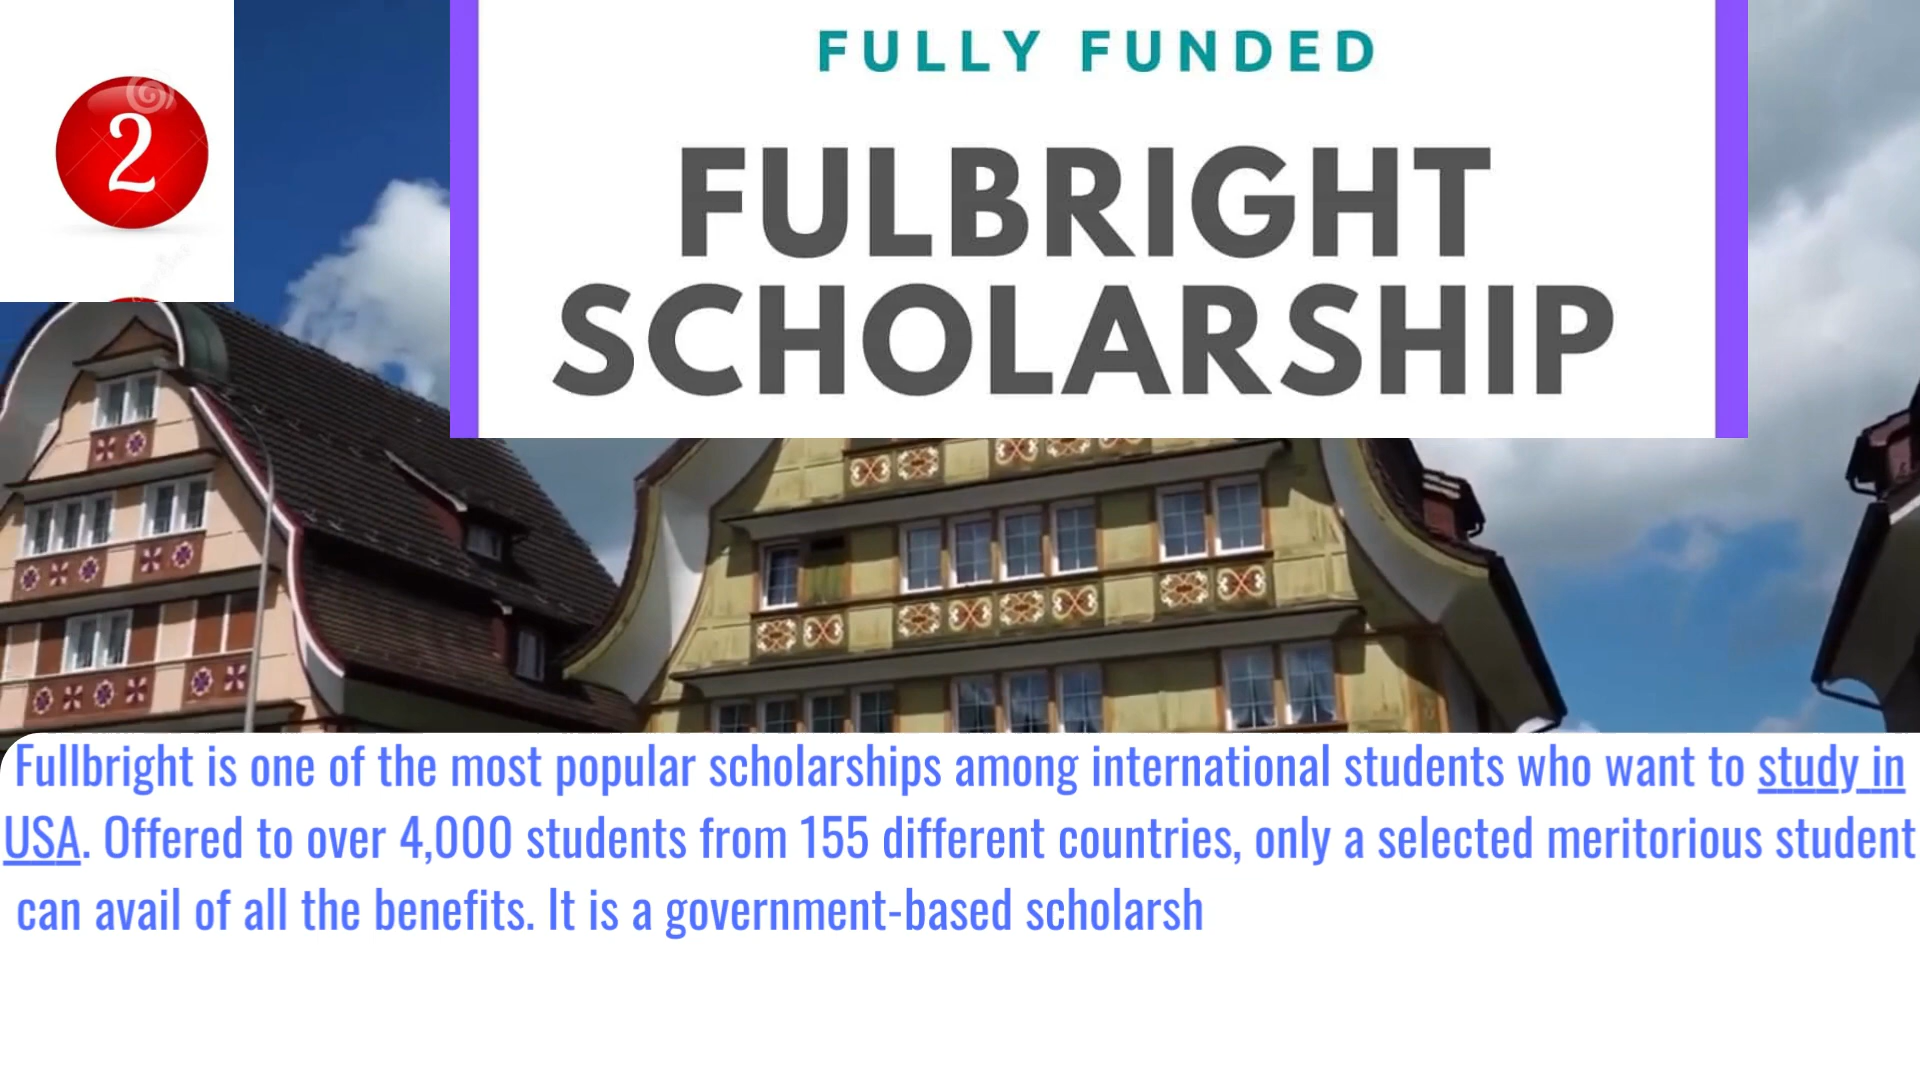 2
FULLY FUNDED
FULBRIGHT
SCHOLARSHIP
Fullbright is one of the most popular scholarships among international students who want to study in
USA. Offered to over 4,000 students from 155 different countries, only a selected meritorious student
can avail of all the benefits. It is a government-based scholarsh